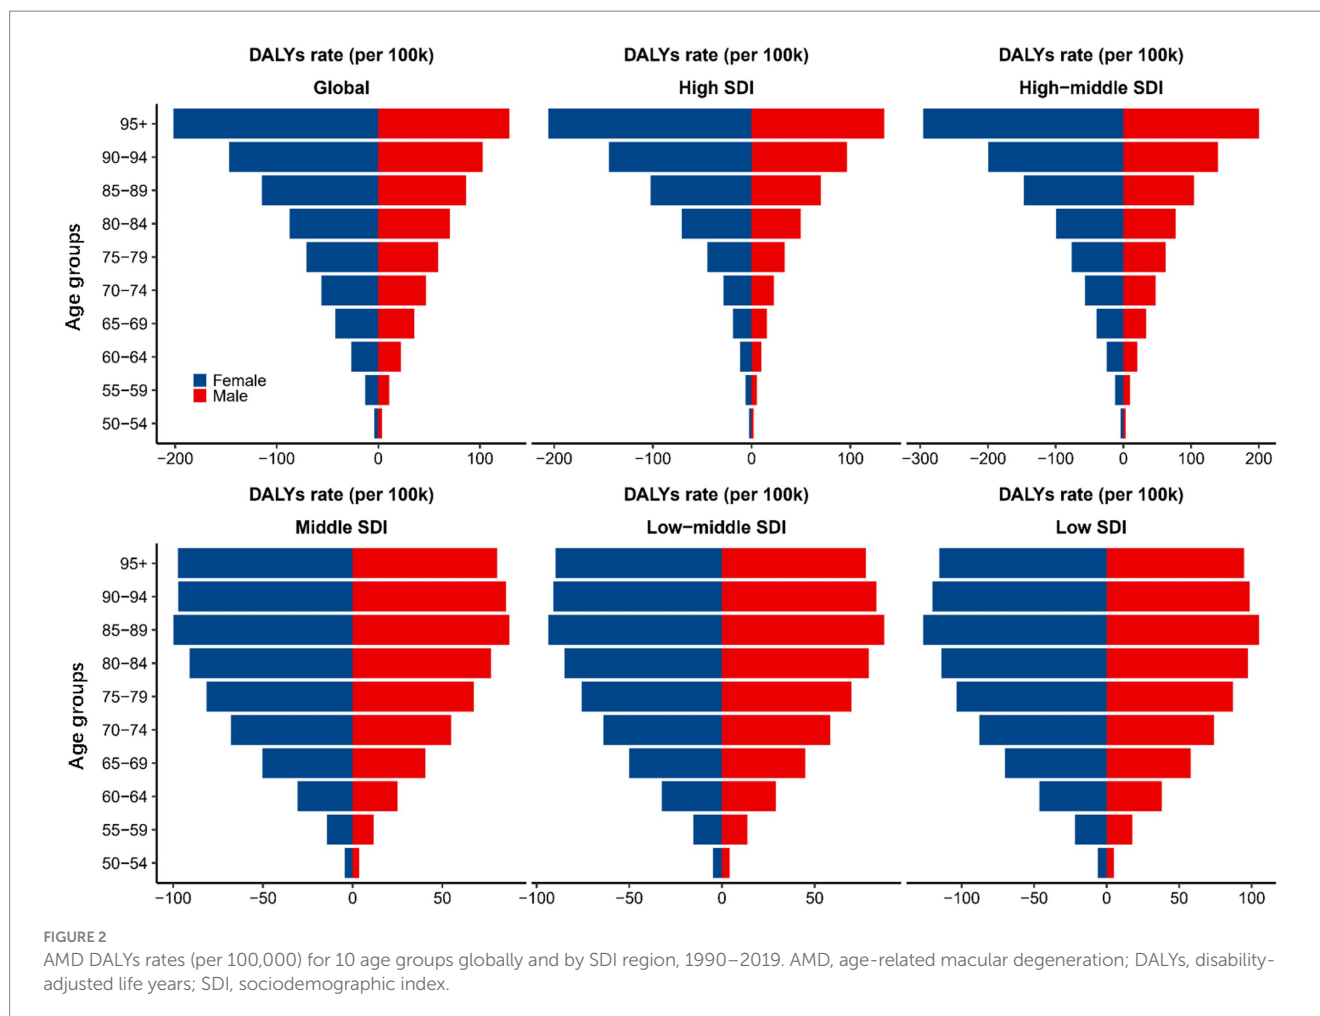 DALYs rate (per 100k)
Global
DALYs rate (per 100k)
High SDI
DALYs rate (per 100k)
High−middle SDI
Age groups
95+
90−94
85−89
80−84
75−79
70−74
65−69
60−64
55−59
50−54
Female
Male
−200 −100 0 100
−200 −100 0 100
−300 −200 −100 0 100 200
DALYs rate (per 100k)
Middle SDI
DALYs rate (per 100k)
Low−middle SDI
DALYs rate (per 100k)
Low SDI
Age groups
95+
90−94
85−89
80−84
75−79
70−74
65−69
60−64
55−59
50−54
−100 −50 0 50
−100 −50 0 50
−100 −50 0 50 100
FIGURE 2
AMD DALYs rates (per 100,000) for 10 age groups globally and by SDI region, 1990–2019. AMD, age-related macular degeneration; DALYs, disability-
adjusted life years; SDI, sociodemographic index.